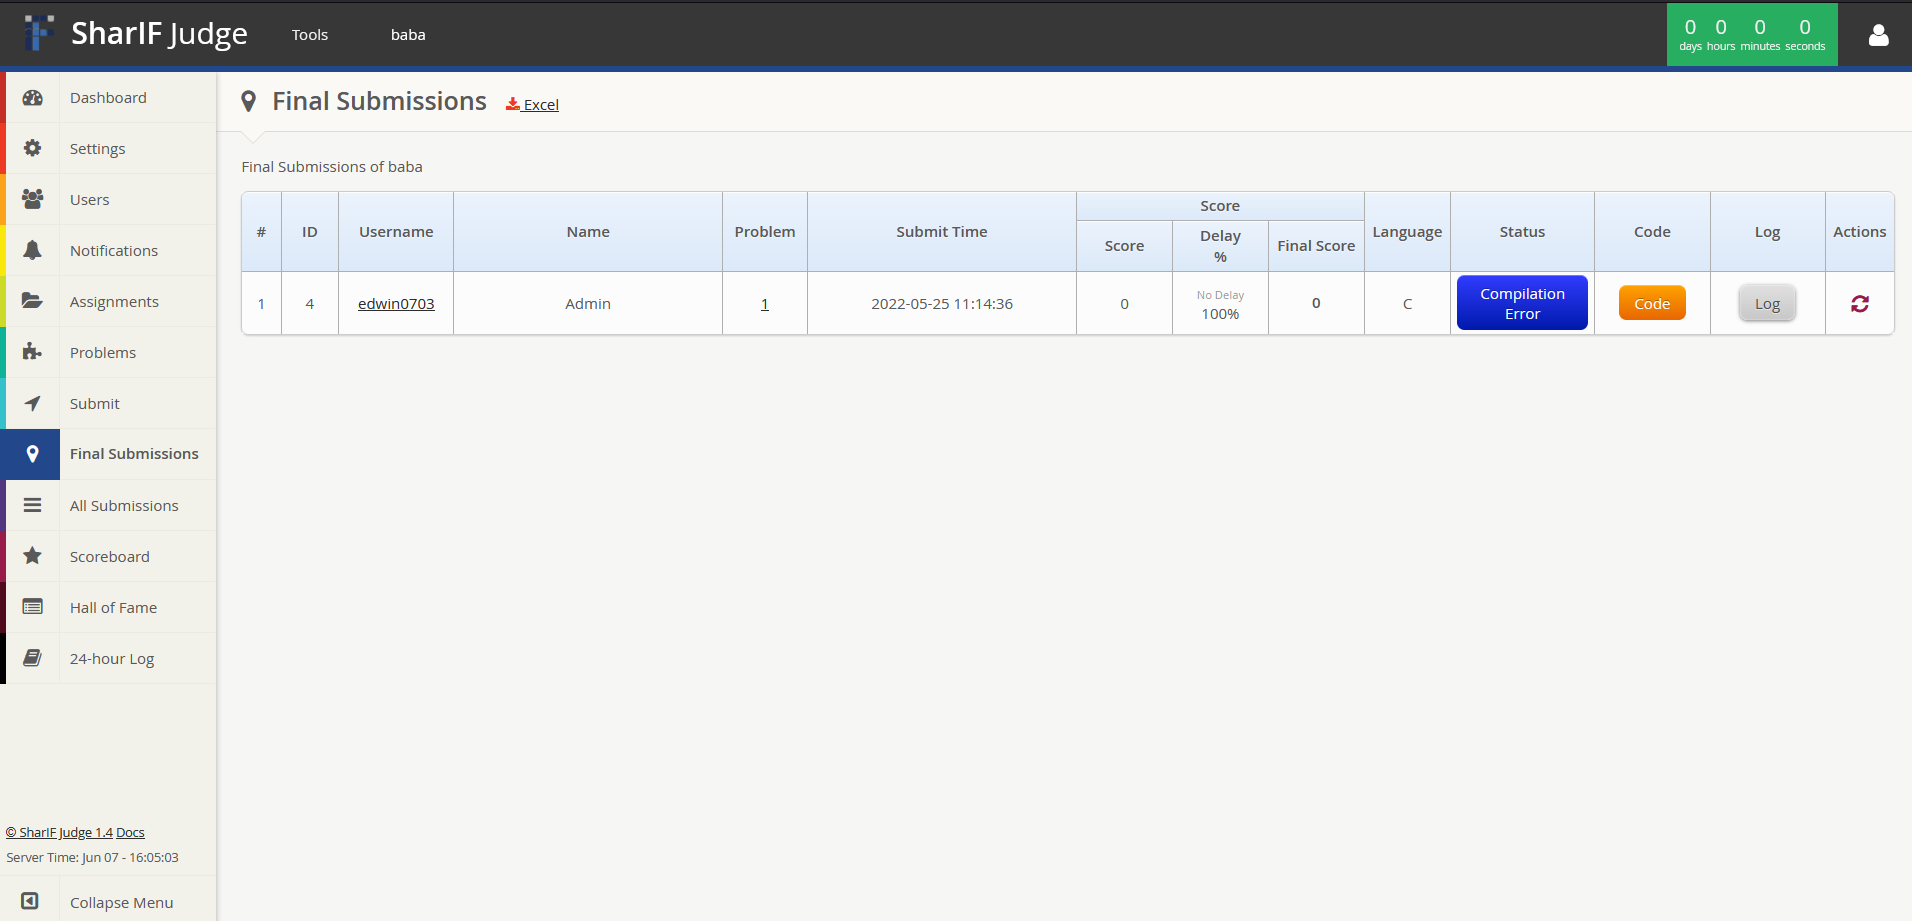 SharIF Judge
Tools
baba
0 0 0 0
days hours minutes seconds
Dashboard
Settings
Users
Notifications
Assignments
Problems
Submit
Final Submissions
All Submissions
Scoreboard
Hall of Fame
24-hour Log
© SharIF Judge 1.4 Docs
Server Time: Jun 07 - 16:05:03
Collapse Menu
Final Submissions
Excel
Final Submissions of baba
# ID Username Name Problem Submit Time Score Language Status Code Log Actions
Score Delay % Final Score
1 4 edwin0703 Admin 1 2022-05-25 11:14:36 0 No Delay 100% 0 C Compilation Error Code Log